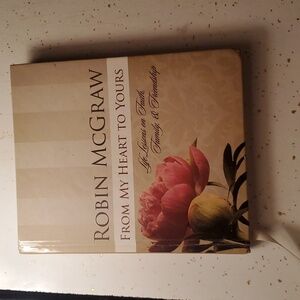 ROBIN MCGRAW
FROM MY HEART TO YOURS
Life Lessons on Faith,
Family, & Friendship